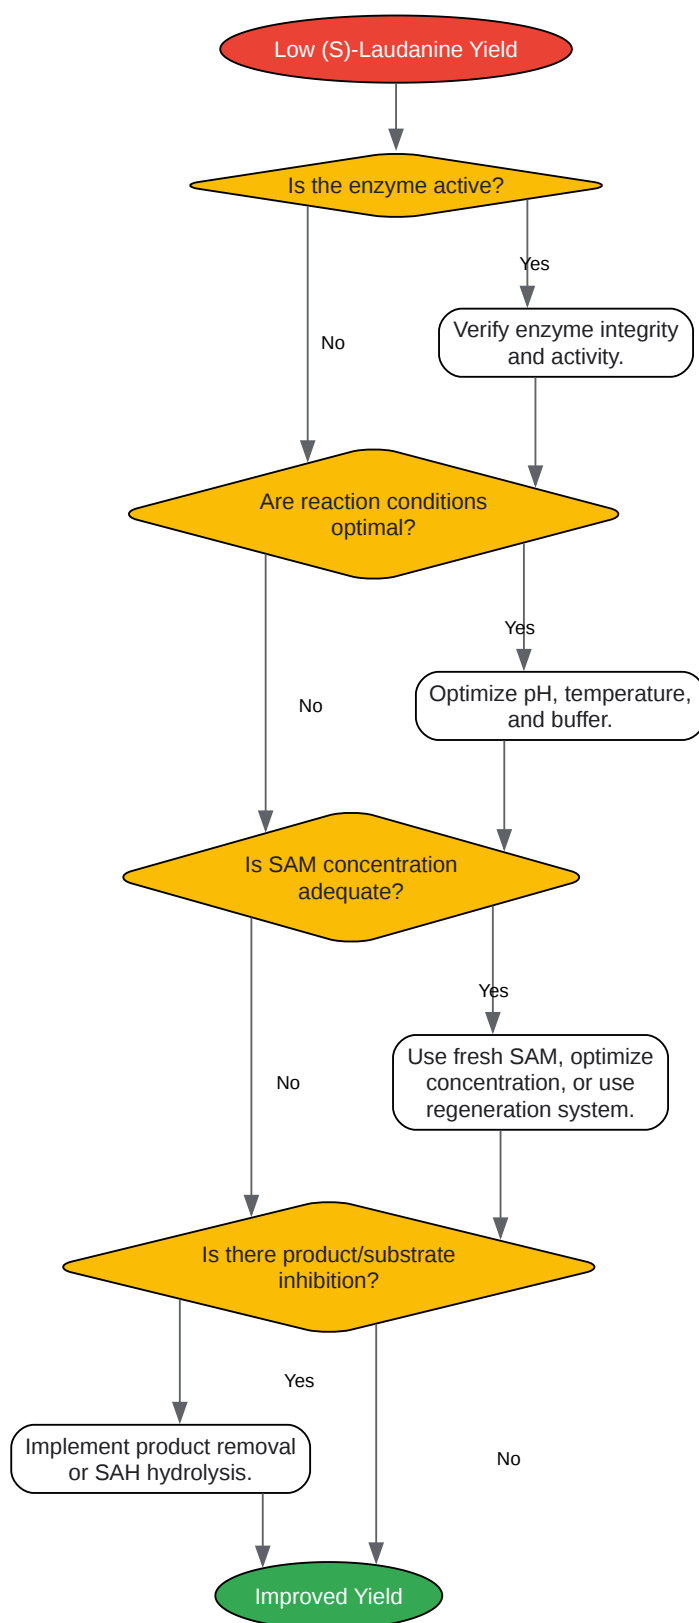 Low (S)-Laudanine Yield
Is the enzyme active?
Yes
Verify enzyme integrity
and activity.
No
Are reaction conditions
optimal?
Yes
Optimize pH, temperature,
and buffer.
No
Is SAM concentration
adequate?
Yes
Use fresh SAM, optimize
concentration, or use
regeneration system.
No
Is there product/substrate
inhibition?
Yes
Implement product removal
or SAH hydrolysis.
No
Improved Yield